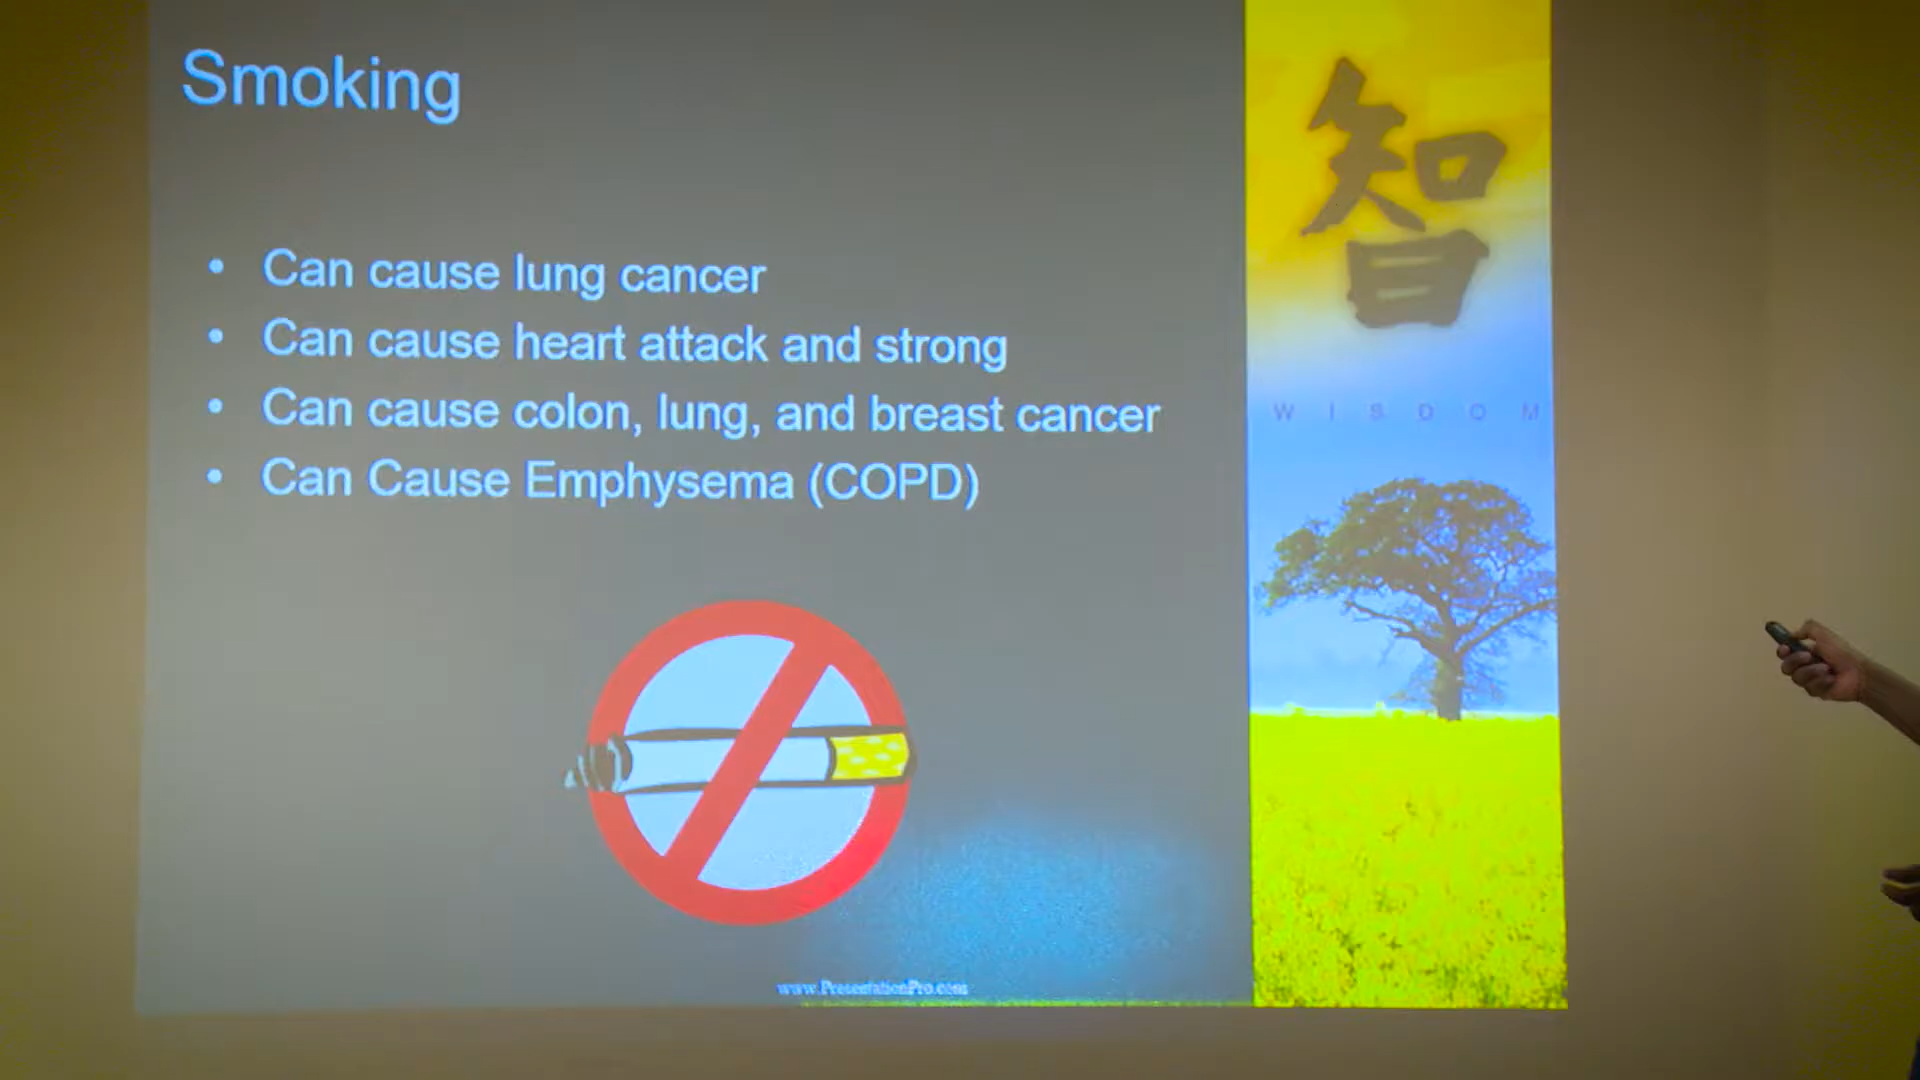 Smoking
• Can cause lung cancer
• Can cause heart attack and strong
• Can cause colon, lung, and breast cancer
• Can Cause Emphysema (COPD)
www.PresentationPro.com
智
WISDOM